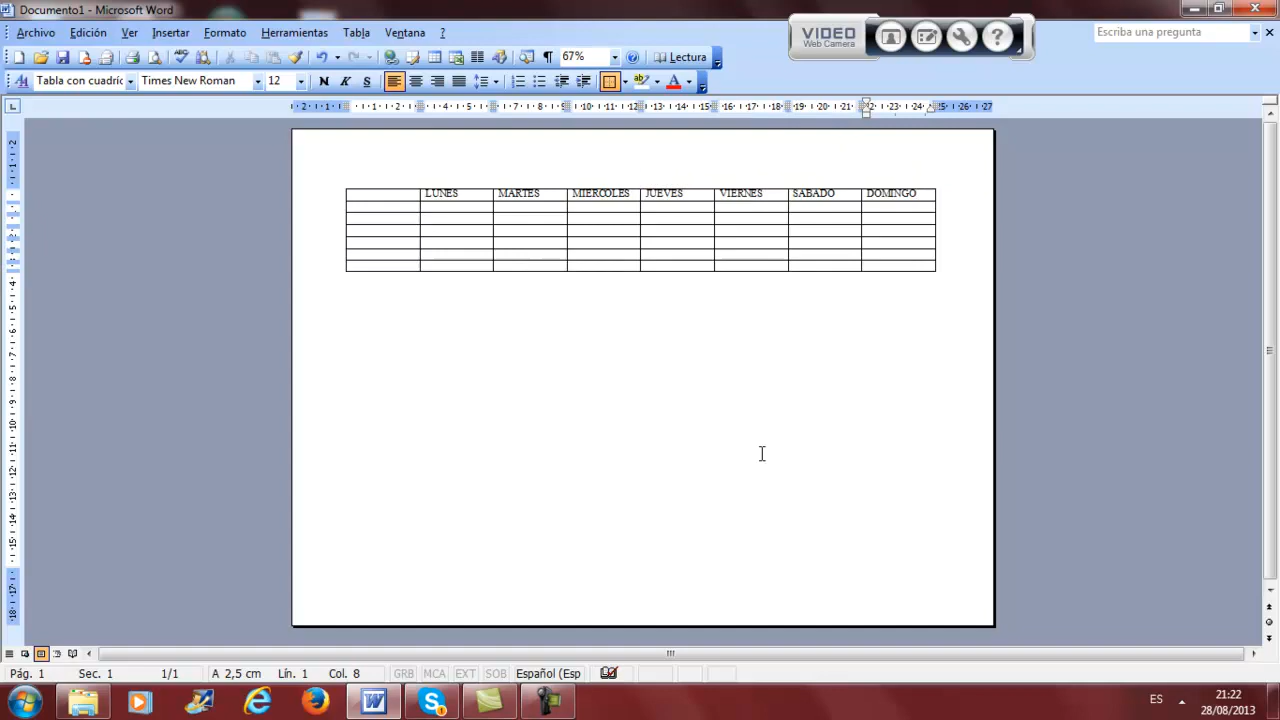 Documento1 - Microsoft Word
Archivo Edición Ver Insertar Formato Herramientas Tabla Ventana ?
VIDEO
Web Camera
Escriba una pregunta
67%
Lectura
Tabla con cuadríc Times New Roman 12 N K S
LUNES MARTES MIERCOLES JUEVES VIERNES SABADO DOMINGO
Pág. 1 Sec. 1 1/1 A 2,5 cm Lín. 1 Col. 8 GRB MCA EXT SOB Español (Esp
ES
21:22
28/08/2013